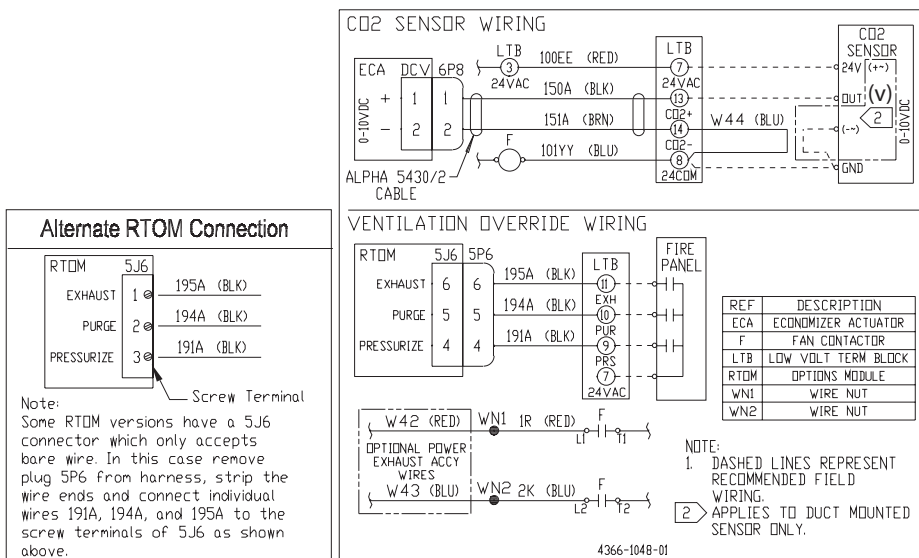 CO2 SENSOR WIRING
ECA DCV 6P8
0-10VDC
+ 1 1
- 2 2
LTB
3
24VAC
100EE (RED)
150A (BLK)
151A (BRN)
F
101YY (BLU)
ALPHA 5430/2
CABLE
LTB
7
24VAC
13
CO2+
14
CO2-
8
24COM
W44 (BLU)
CO2
SENSOR
24V (+~)
OUT (V)
2
(-~)
GND
0-10VDC
Alternate RTOM Connection
RTOM 5J6
EXHAUST 1 195A (BLK)
PURGE 2 194A (BLK)
PRESSURIZE 3 191A (BLK)
Screw Terminal
Note:
Some RTOM versions have a 5J6
connector which only accepts
bare wire. In this case remove
plug 5P6 from harness, strip the
wire ends and connect individual
wires 191A, 194A, and 195A to the
screw terminals of 5J6 as shown
above.
VENTILATION OVERRIDE WIRING
RTOM 5J6 5P6
EXHAUST 6 6 195A (BLK)
PURGE 5 5 194A (BLK)
PRESSURIZE 4 4 191A (BLK)
LTB
11
EXH
10
PUR
9
PRS
7
24VAC
FIRE
PANEL
W42 (RED) WN1 1R (RED) F
L1 T1
OPTIONAL POWER
EXHAUST ACCY
WIRES
W43 (BLU) WN2 2K (BLU) F
L2 T2
REF DESCRIPTION
ECA ECONOMIZER ACTUATOR
F FAN CONTACTOR
LTB LOW VOLT TERM BLOCK
RTOM OPTIONS MODULE
WN1 WIRE NUT
WN2 WIRE NUT
NOTE:
1. DASHED LINES REPRESENT
RECOMMENDED FIELD
WIRING.
2 APPLIES TO DUCT MOUNTED
SENSOR ONLY.
4366-1048-01